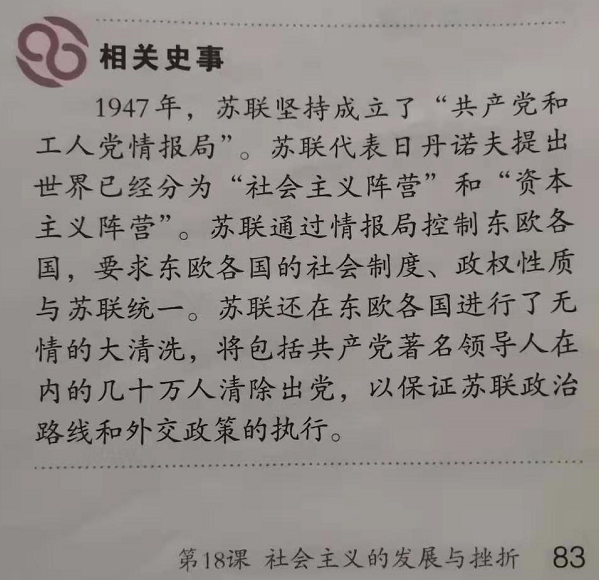 相关史事
1947年，苏联坚持成立了“共产党和
工人党情报局”。苏联代表日丹诺夫提出
世界已经分为“社会主义阵营”和“资本
主义阵营”。苏联通过情报局控制东欧各
国，要求东欧各国的社会制度、政权性质
与苏联统一。苏联还在东欧各国进行了无
情的大清洗，将包括共产党著名领导人在
内的几十万人清除出党，以保证苏联政治
路线和外交政策的执行。
第18课 社会主义的发展与挫折 83